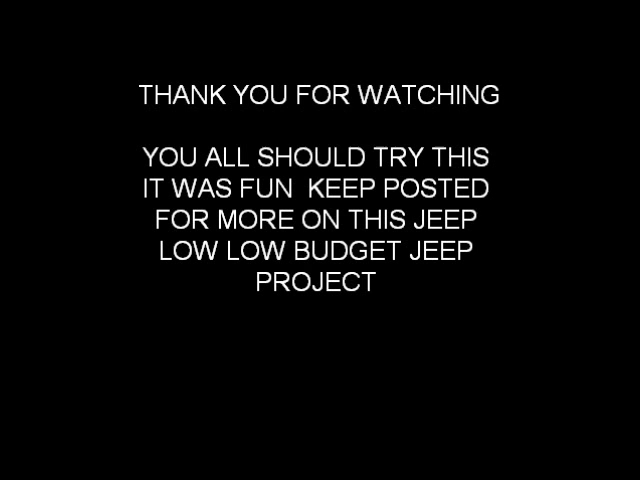 THANK YOU FOR WATCHING
YOU ALL SHOULD TRY THIS
IT WAS FUN  KEEP POSTED
FOR MORE ON THIS JEEP
LOW LOW BUDGET JEEP
PROJECT